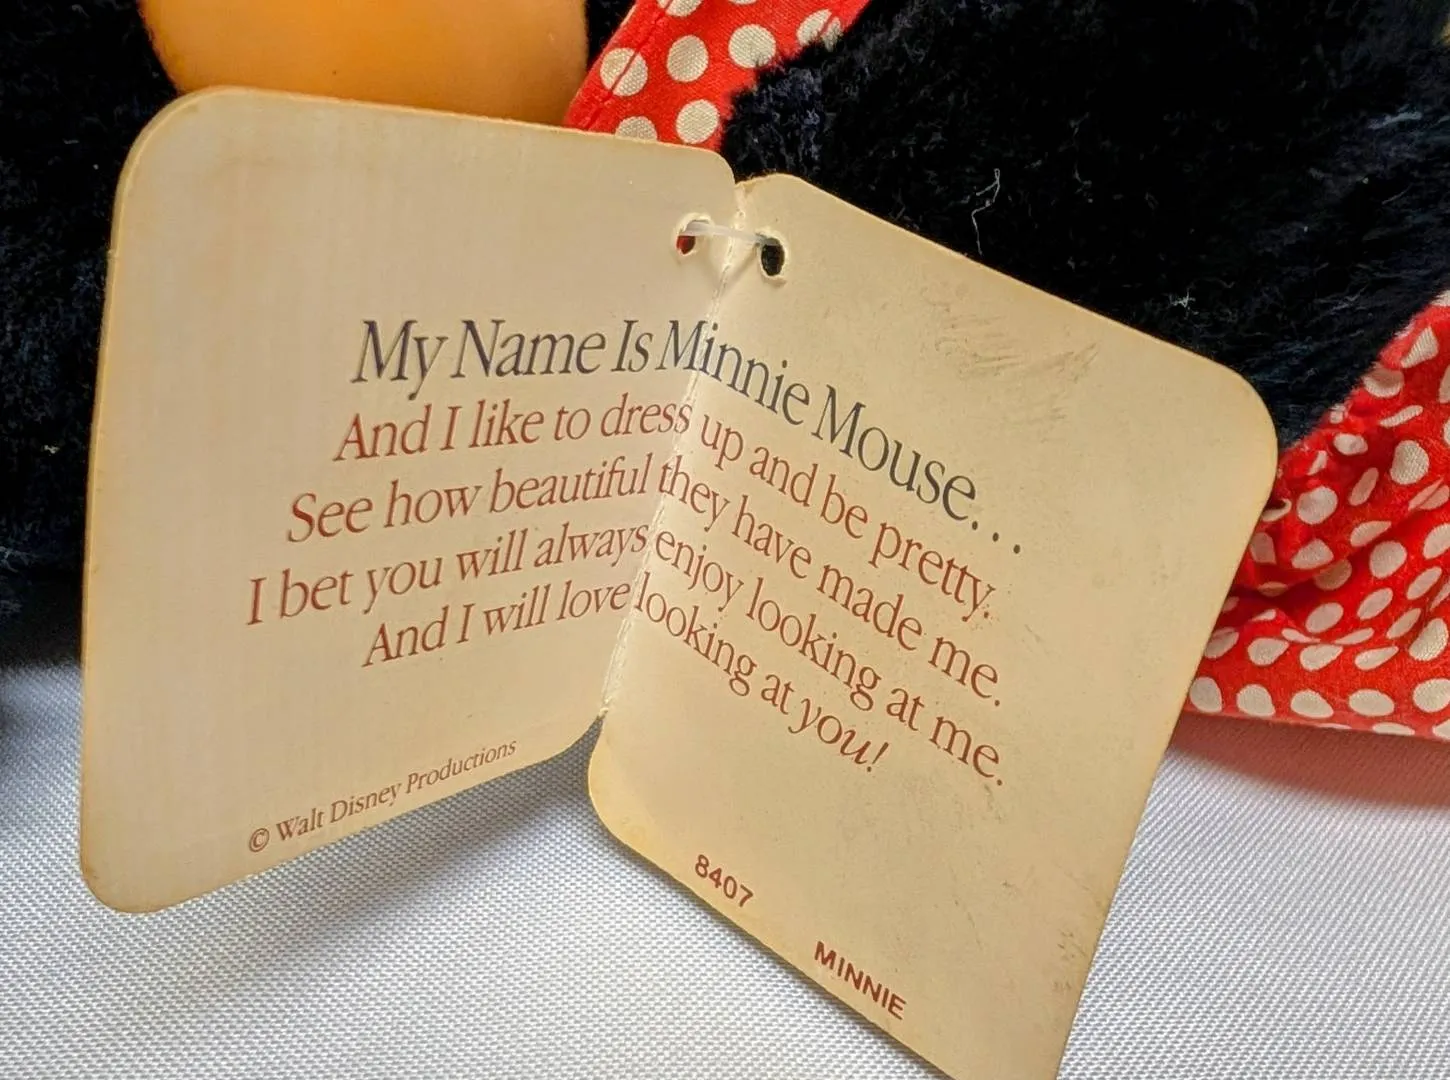 My Name Is Minnie Mouse...
And I like to dress up and be pretty.
See how beautiful they have made me.
I bet you will always enjoy looking at me.
And I will love looking at you!
© Walt Disney Productions
8407
MINNIE